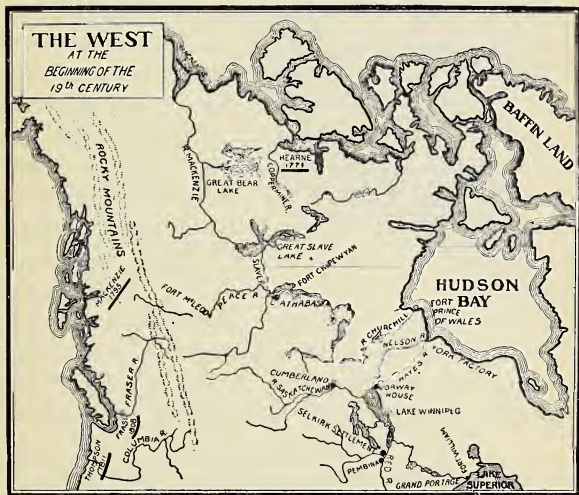 THE WEST
AT THE
BEGINNING OF THE
19th CENTURY
BAFFIN LAND
ROCKY MOUNTAINS
R. MACKENZIE
GREAT BEAR
LAKE
COPPERMINE R.
HEARNE
1771
GREAT SLAVE
LAKE
SLAVE R.
FORT CHIPEWYAN
MACKENZIE
1793
FORT McLEOD
PEACE R.
ATHABASCA
HUDSON
BAY
FORT
PRINCE
OF WALES
R CHURCHILL
NELSON R
HAYES R
YORK FACTORY
CUMBERLAND
R. SASKATCHEWAN
NORWAY
HOUSE
LAKE WINNIPEG
FRASER R
FRASER
1808
COLUMBIA R.
THOMPSON
1811
SELKIRK SETTLEMENT
PEMBINA
RED R.
FORT WILLIAM
GRAND PORTAGE
LAKE
SUPERIOR